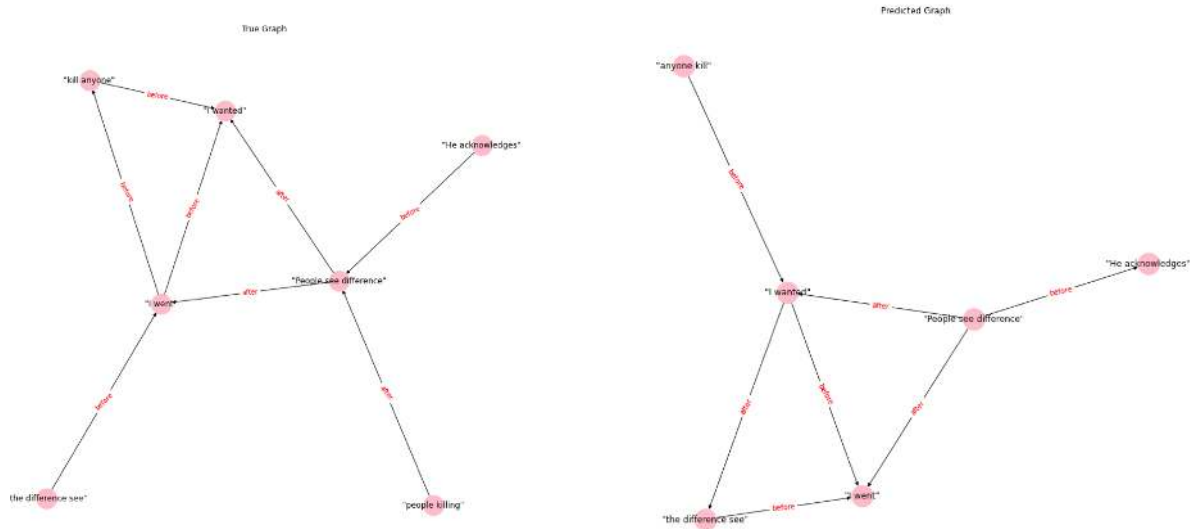 True Graph
"kill anyone"
before
"I wanted"
"He acknowledges"
before
before
after
before
"People see difference"
after
"I went"
before
after
the difference see"
"people killing"
Predicted Graph
"anyone kill"
before
"He acknowledges"
before
"I wanted"
after
"People see difference"
after
before
after
"I went"
before
"the difference see"